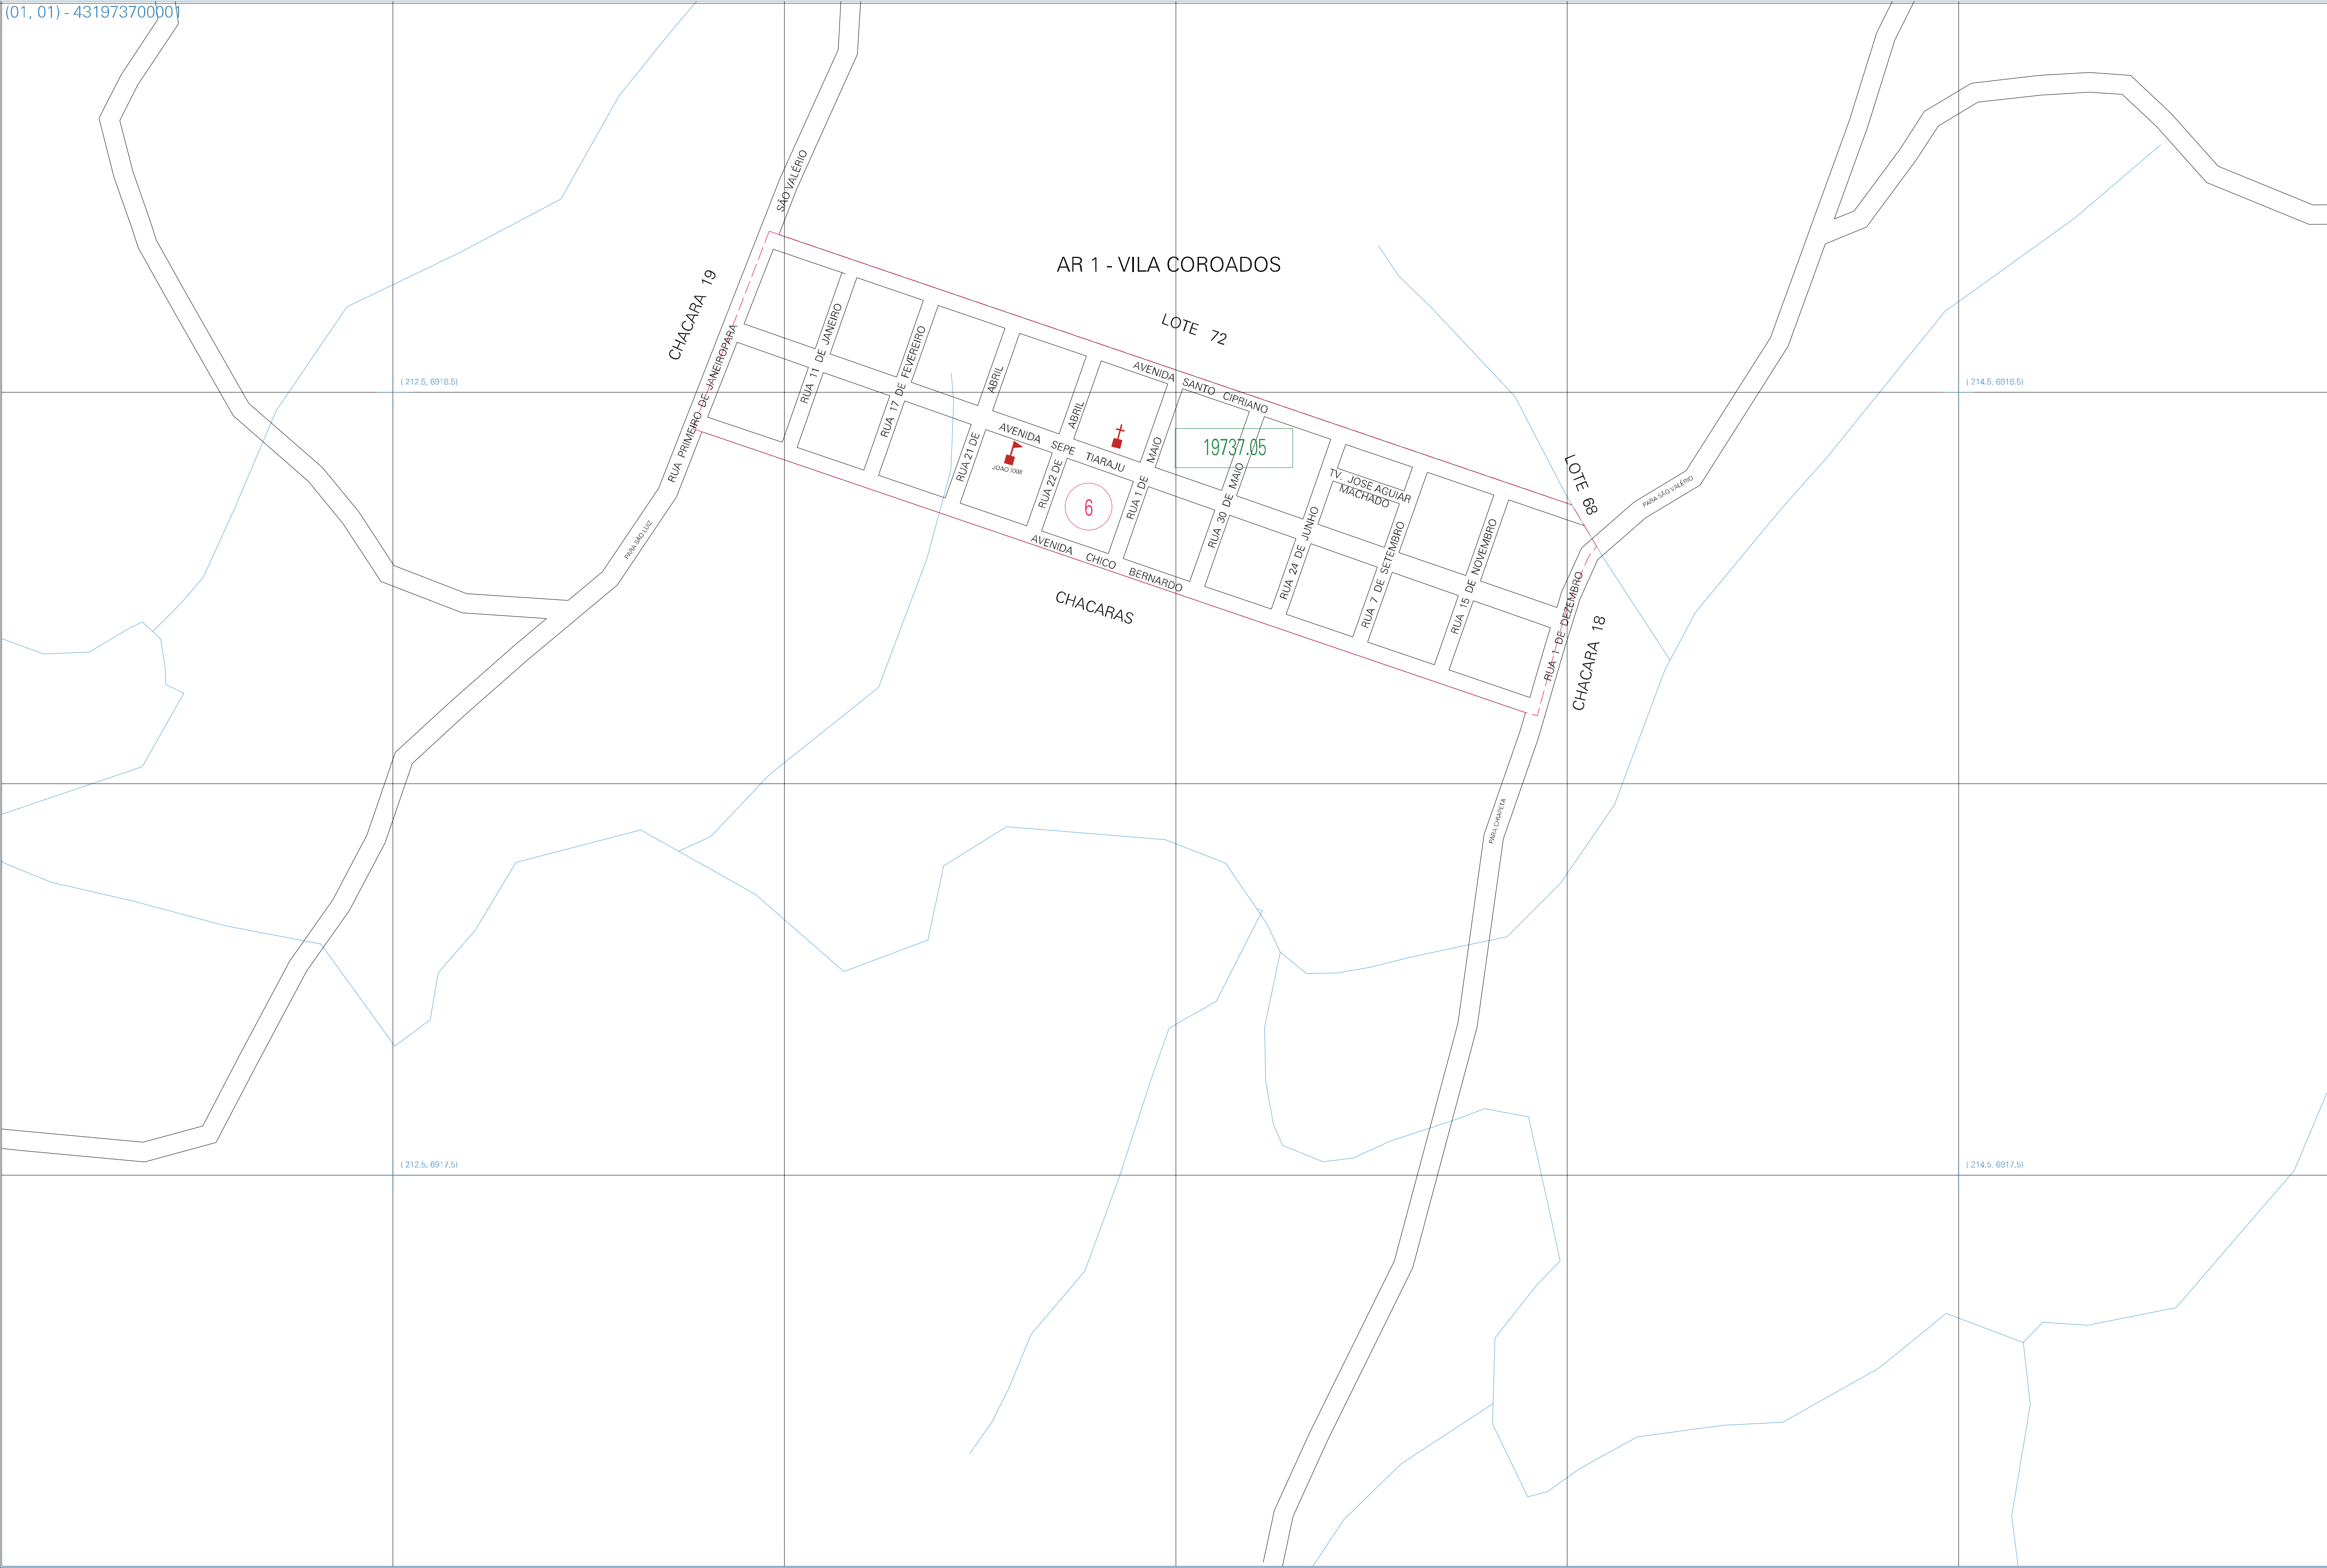 (01, 01) - 431973700001
SÃO VALÉRIO
AR 1 - VILA COROADOS
CHACARA 19
LOTE 72
RUA PRIMEIRO DE JANEIRO
PARA
RUA 11 DE JANEIRO
RUA 17 DE FEVEREIRO
RUA 21 DE ABRIL
RUA 22 DE ABRIL
AVENIDA SANTO CIPRIANO
(212.5, 6918.5)
(214.5, 6918.5)
AVENIDA SEPE TIARAJU
JOAO XXIII
RUA 1 DE MAIO
19737.05
RUA 30 DE MAIO
TV. JOSE AGUIAR
MACHADO
6
LOTE 68
PARA SÃO VALÉRIO
PARA SÃO LUIZ
AVENIDA CHICO BERNARDO
RUA 24 DE JUNHO
RUA 7 DE SETEMBRO
RUA 15 DE NOVEMBRO
RUA 1 DE DEZEMBRO
CHACARAS
CHACARA 18
PARA CHIAPETA
(212.5, 6917.5)
(214.5, 6917.5)